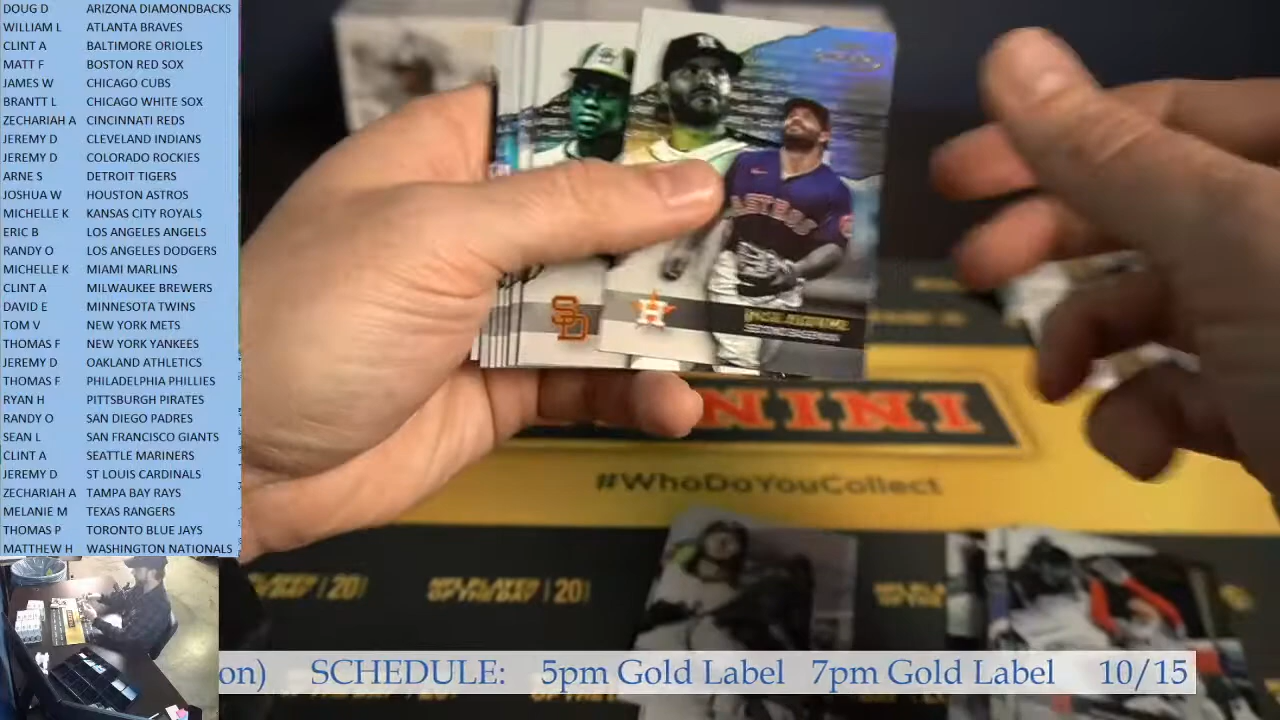 DOUG D ARIZONA DIAMONDBACKS
WILLIAM L ATLANTA BRAVES
CLINT A BALTIMORE ORIOLES
MATT F BOSTON RED SOX
JAMES W CHICAGO CUBS
BRANTT L CHICAGO WHITE SOX
ZECHARIAH A CINCINNATI REDS
JEREMY D CLEVELAND INDIANS
JEREMY D COLORADO ROCKIES
ARNE S DETROIT TIGERS
JOSHUA W HOUSTON ASTROS
MICHELLE K KANSAS CITY ROYALS
ERIC B LOS ANGELES ANGELS
RANDY O LOS ANGELES DODGERS
MICHELLE K MIAMI MARLINS
CLINT A MILWAUKEE BREWERS
DAVID E MINNESOTA TWINS
TOM V NEW YORK METS
THOMAS F NEW YORK YANKEES
JEREMY D OAKLAND ATHLETICS
THOMAS F PHILADELPHIA PHILLIES
RYAN H PITTSBURGH PIRATES
RANDY O SAN DIEGO PADRES
SEAN L SAN FRANCISCO GIANTS
CLINT A SEATTLE MARINERS
JEREMY D ST LOUIS CARDINALS
ZECHARIAH A TAMPA BAY RAYS
MELANIE M TEXAS RANGERS
THOMAS P TORONTO BLUE JAYS
MATTHEW H WASHINGTON NATIONALS
ASTROS
SD
H
NINI
#WhoDoYouCollect
on) SCHEDULE: 5pm Gold Label 7pm Gold Label 10/15